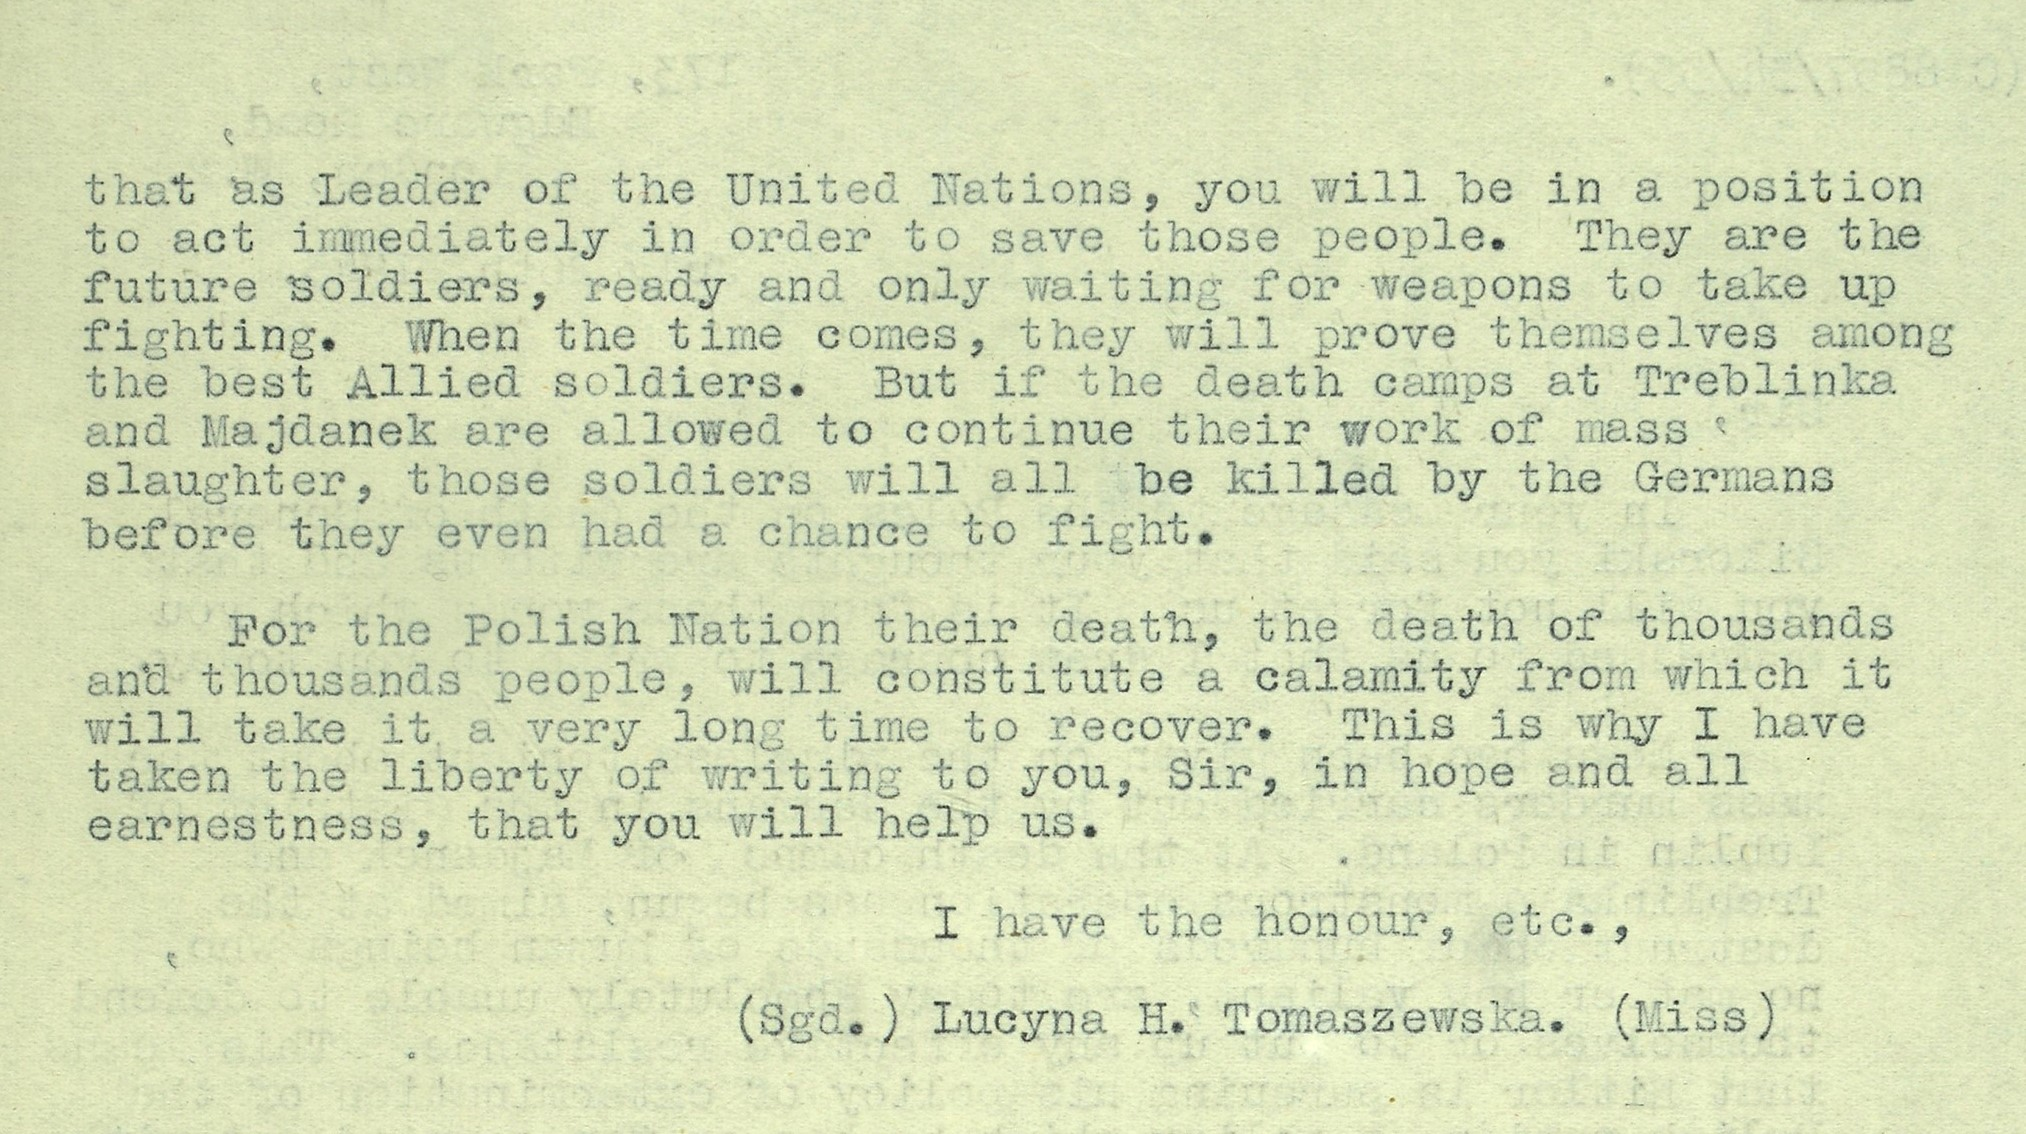 that as Leader of the United Nations, you will be in a position
to act immediately in order to save those people.  They are the
future soldiers, ready and only waiting for weapons to take up
fighting.  When the time comes, they will prove themselves among
the best Allied soldiers.  But if the death camps at Treblinka
and Majdanek are allowed to continue their work of mass
slaughter, those soldiers will all be killed by the Germans
before they even had a chance to fight.
For the Polish Nation their death, the death of thousands
and thousands people, will constitute a calamity from which it
will take it a very long time to recover.  This is why I have
taken the liberty of writing to you, Sir, in hope and all
earnestness, that you will help us.
I have the honour, etc.,
(Sgd.) Lucyna H. Tomaszewska. (Miss)